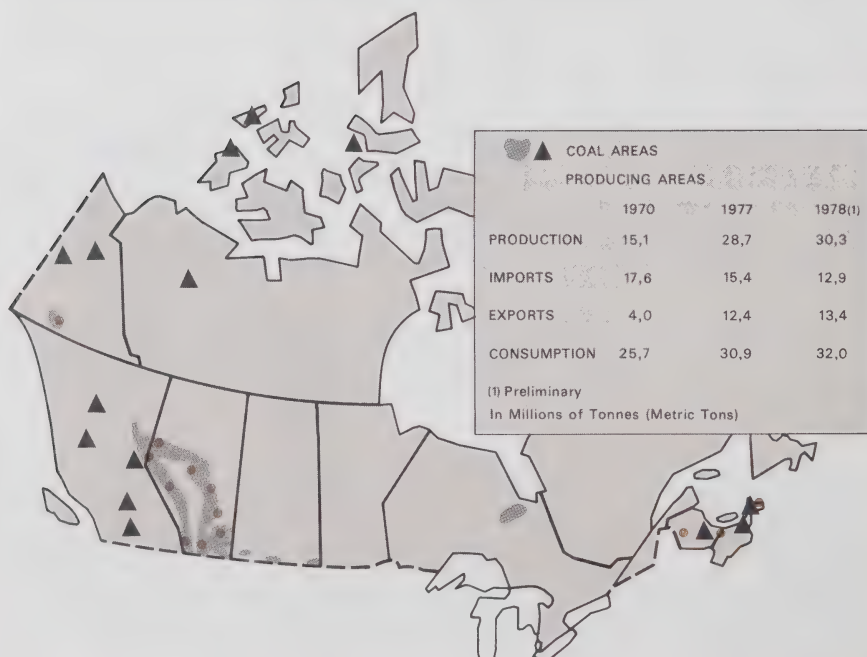 COAL AREAS
PRODUCING AREAS
1970 1977 1978(1)
PRODUCTION 15,1 28,7 30,3
IMPORTS 17,6 15,4 12,9
EXPORTS 4,0 12,4 13,4
CONSUMPTION 25,7 30,9 32,0
(1) Preliminary
In Millions of Tonnes (Metric Tons)